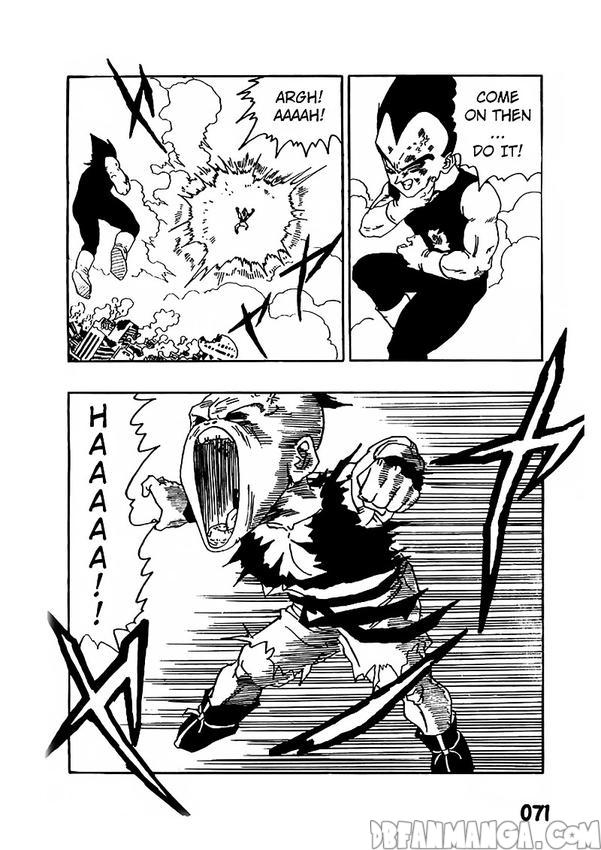 ARGH!
AAAAH!
COME
ON THEN
...
DO IT!
HAAAAAA!!
071
DBFANMANGA.COM